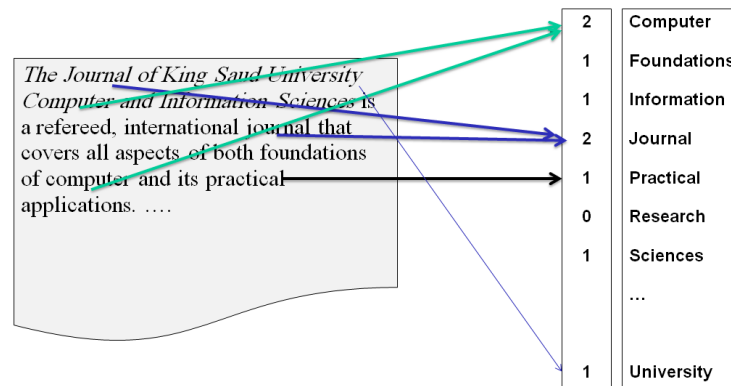 The Journal of King Saud University
Computer and Information Sciences is
a refereed, international journal that
covers all aspects of both foundations
of computer and its practical
applications. ….
2 Computer
1 Foundations
1 Information
2 Journal
1 Practical
0 Research
1 Sciences
...
1 University